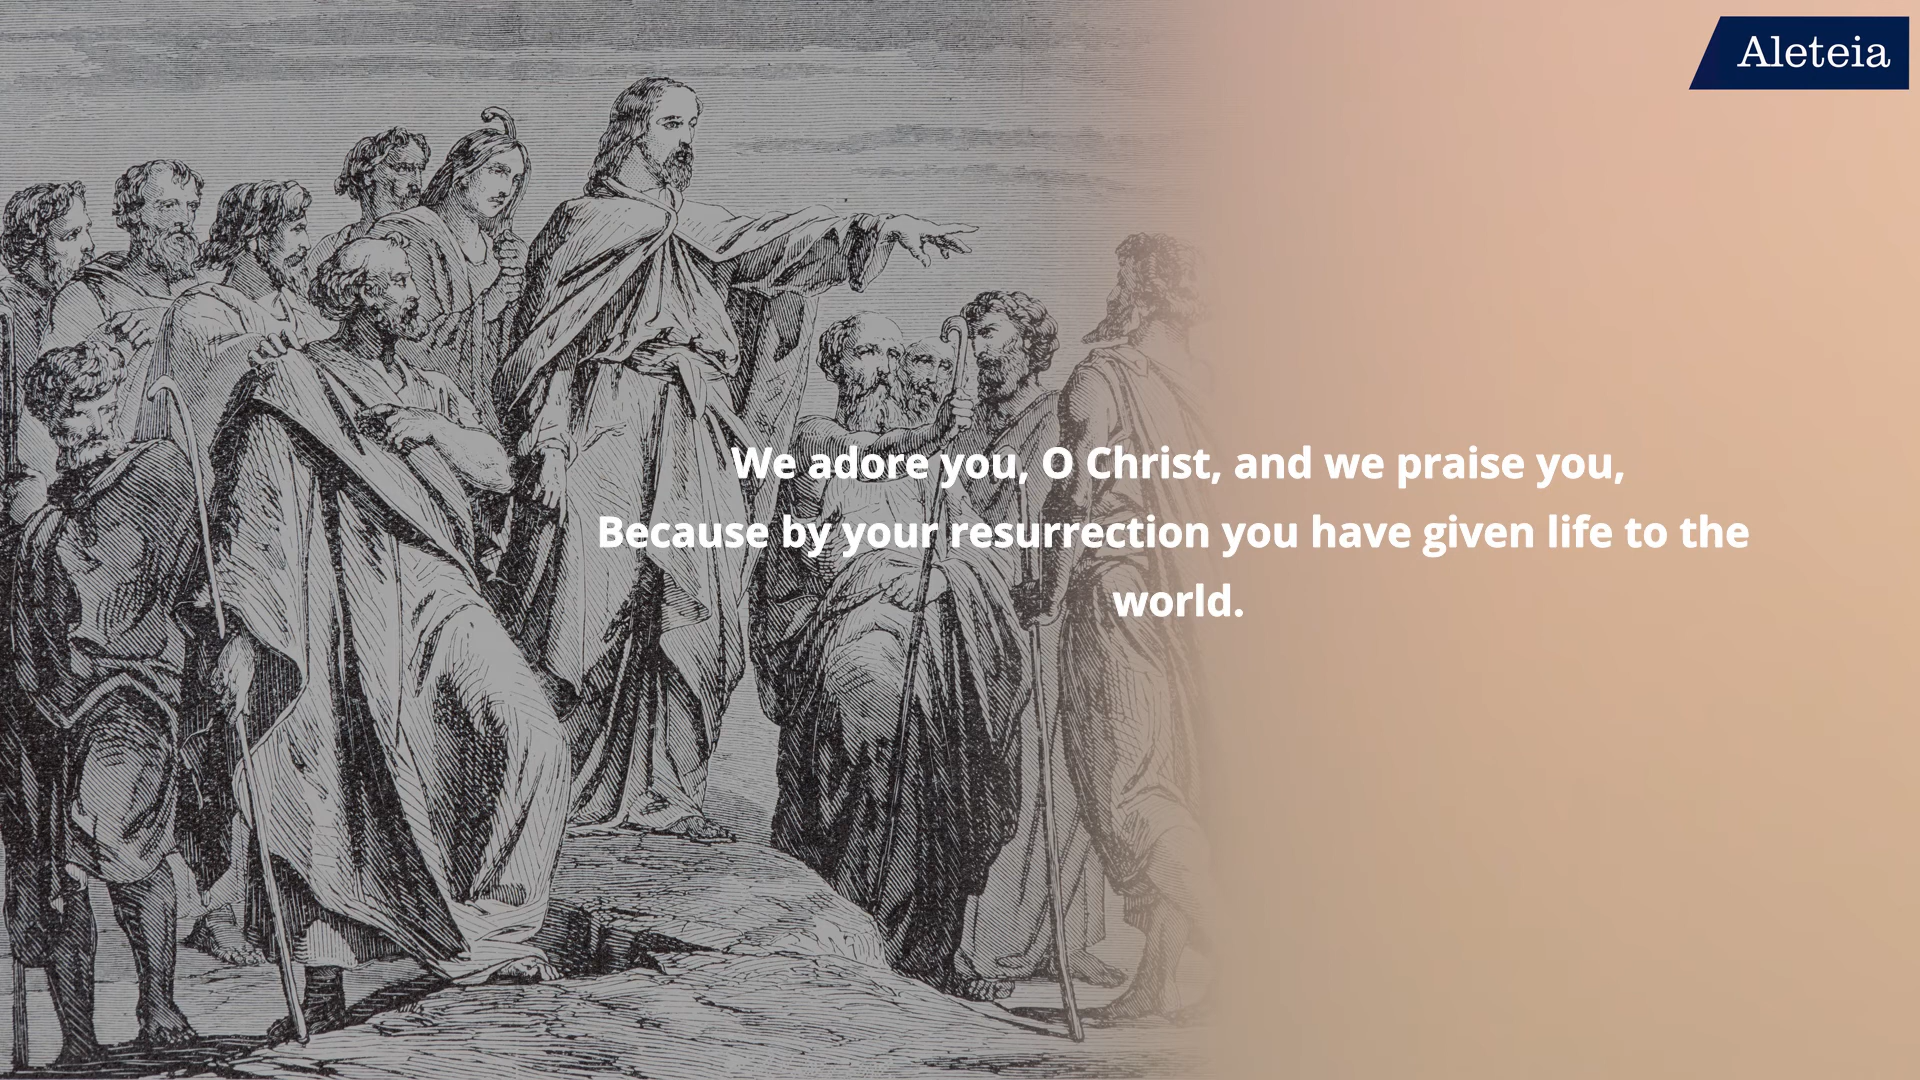 Aleteia
We adore you, O Christ, and we praise you,
Because by your resurrection you have given life to the
world.